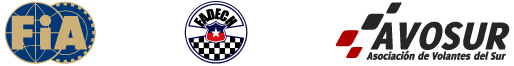 FiA
FADECH
AVOSUR
Asociación de Volantes del Sur